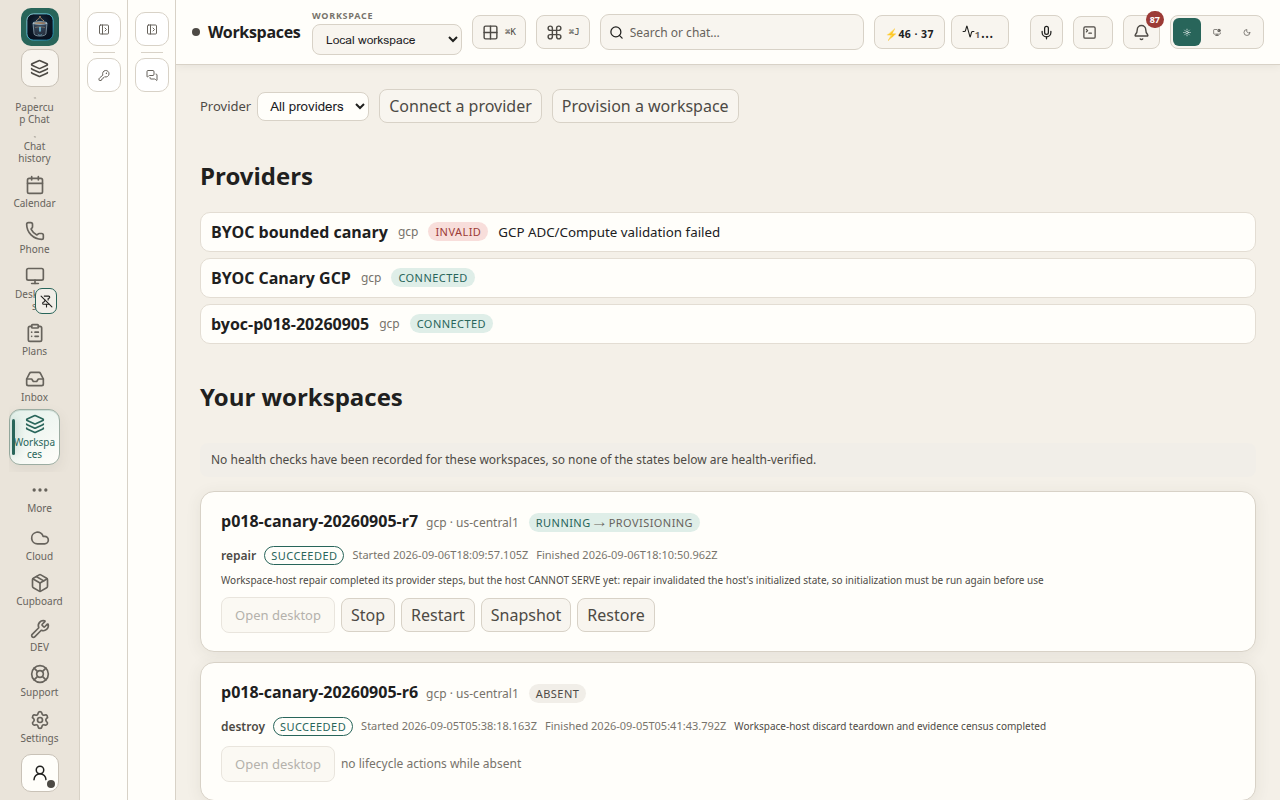 Workspaces
WORKSPACE
Local workspace
⌘K
⌘J
Search or chat...
⚡46 · 37
1...
87
Papercu
p Chat
Chat
history
Calendar
Phone
Desk
s
Plans
Inbox
Workspa
ces
More
Cloud
Cupboard
DEV
Support
Settings
Provider
All providers
Connect a provider
Provision a workspace
Providers
BYOC bounded canary gcp INVALID GCP ADC/Compute validation failed
BYOC Canary GCP gcp CONNECTED
byoc-p018-20260905 gcp CONNECTED
Your workspaces
No health checks have been recorded for these workspaces, so none of the states below are health-verified.
p018-canary-20260905-r7 gcp · us-central1 RUNNING → PROVISIONING
repair SUCCEEDED Started 2026-09-06T18:09:57.105Z Finished 2026-09-06T18:10:50.962Z
Workspace-host repair completed its provider steps, but the host CANNOT SERVE yet: repair invalidated the host's initialized state, so initialization must be run again before use
Open desktop Stop Restart Snapshot Restore
p018-canary-20260905-r6 gcp · us-central1 ABSENT
destroy SUCCEEDED Started 2026-09-05T05:38:18.163Z Finished 2026-09-05T05:41:43.792Z Workspace-host discard teardown and evidence census completed
Open desktop no lifecycle actions while absent